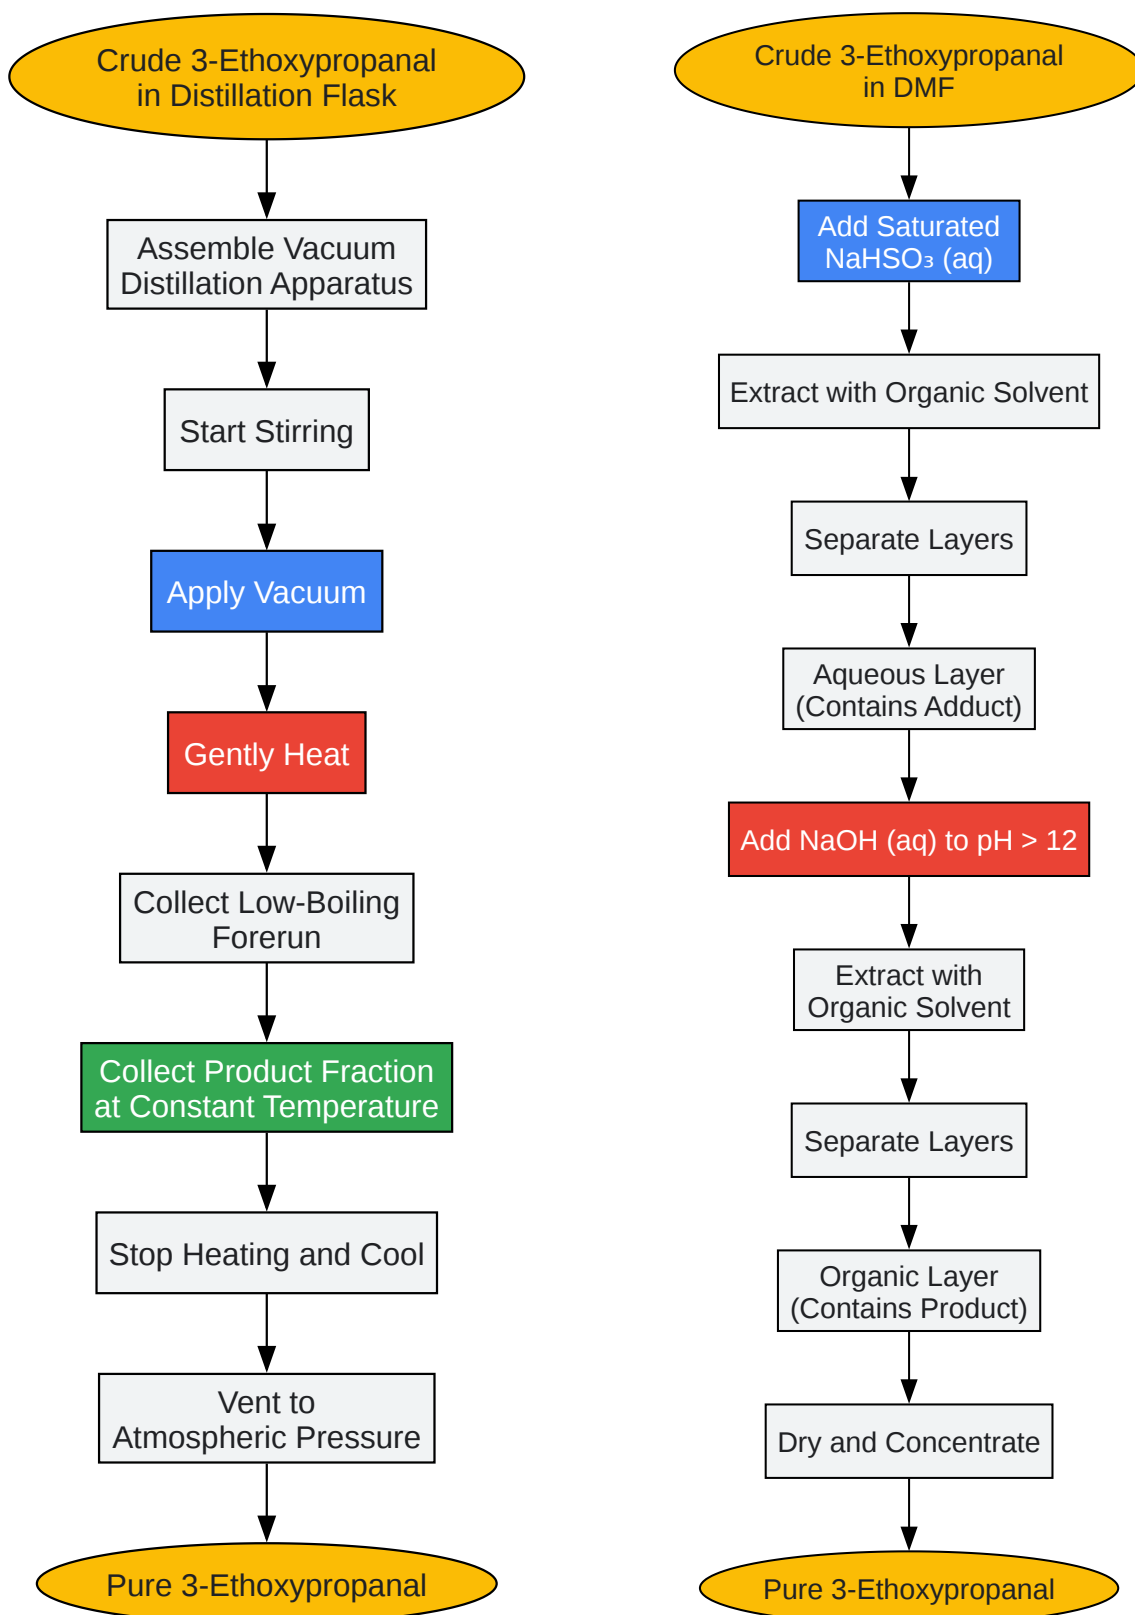 Crude 3-Ethoxypropanal
in Distillation Flask
Assemble Vacuum
Distillation Apparatus
Start Stirring
Apply Vacuum
Gently Heat
Collect Low-Boiling
Forerun
Collect Product Fraction
at Constant Temperature
Stop Heating and Cool
Vent to
Atmospheric Pressure
Pure 3-Ethoxypropanal
Crude 3-Ethoxypropanal
in DMF
Add Saturated
NaHSO₃ (aq)
Extract with Organic Solvent
Separate Layers
Aqueous Layer
(Contains Adduct)
Add NaOH (aq) to pH > 12
Extract with
Organic Solvent
Separate Layers
Organic Layer
(Contains Product)
Dry and Concentrate
Pure 3-Ethoxypropanal